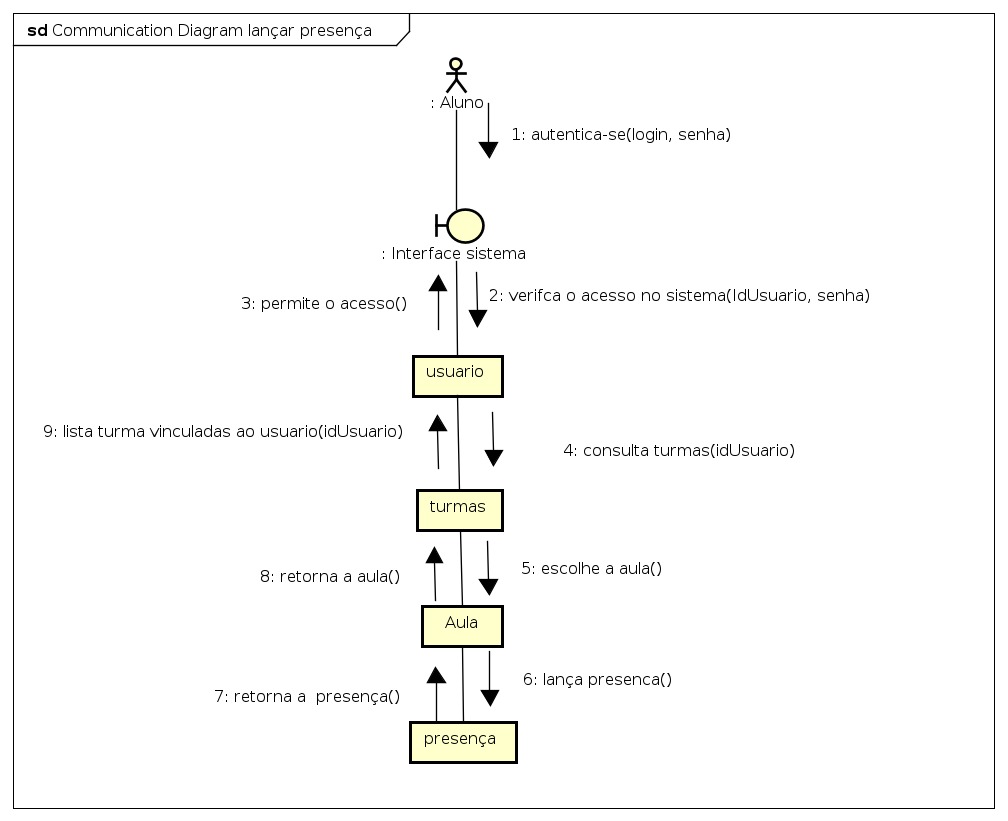 sd Communication Diagram lançar presença
: Aluno
1: autentica-se(login, senha)
: Interface sistema
3: permite o acesso()
2: verifca o acesso no sistema(IdUsuario, senha)
usuario
9: lista turma vinculadas ao usuario(idUsuario)
4: consulta turmas(idUsuario)
turmas
8: retorna a aula()
5: escolhe a aula()
Aula
6: lança presenca()
7: retorna a  presença()
presença